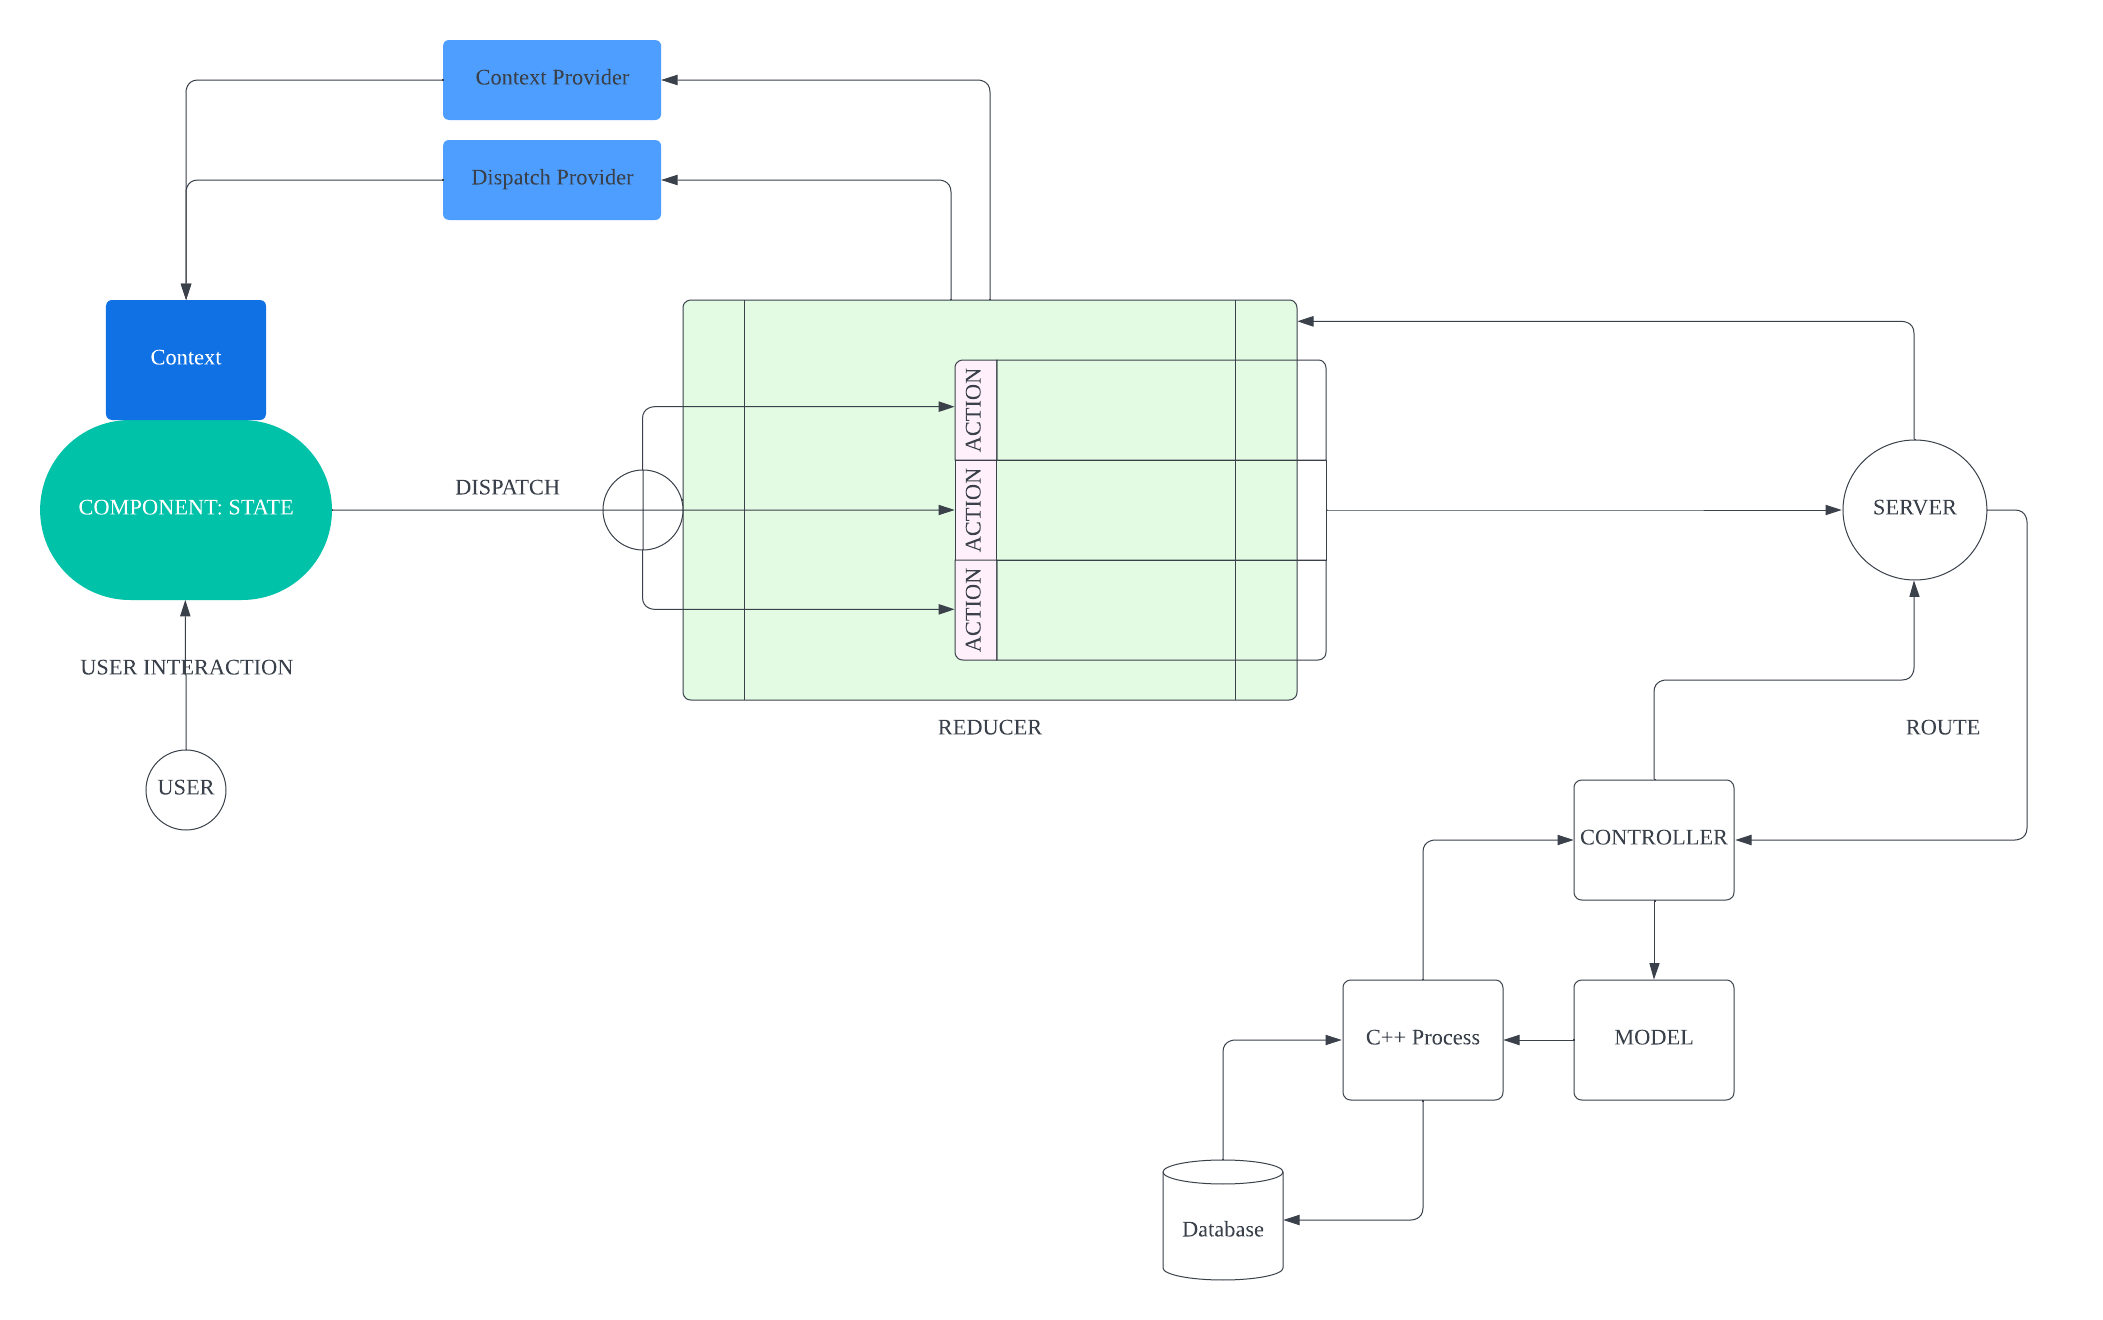 Context Provider
Dispatch Provider
Context
COMPONENT: STATE
DISPATCH
ACTION
ACTION
ACTION
REDUCER
SERVER
USER INTERACTION
USER
ROUTE
CONTROLLER
C++ Process
MODEL
Database